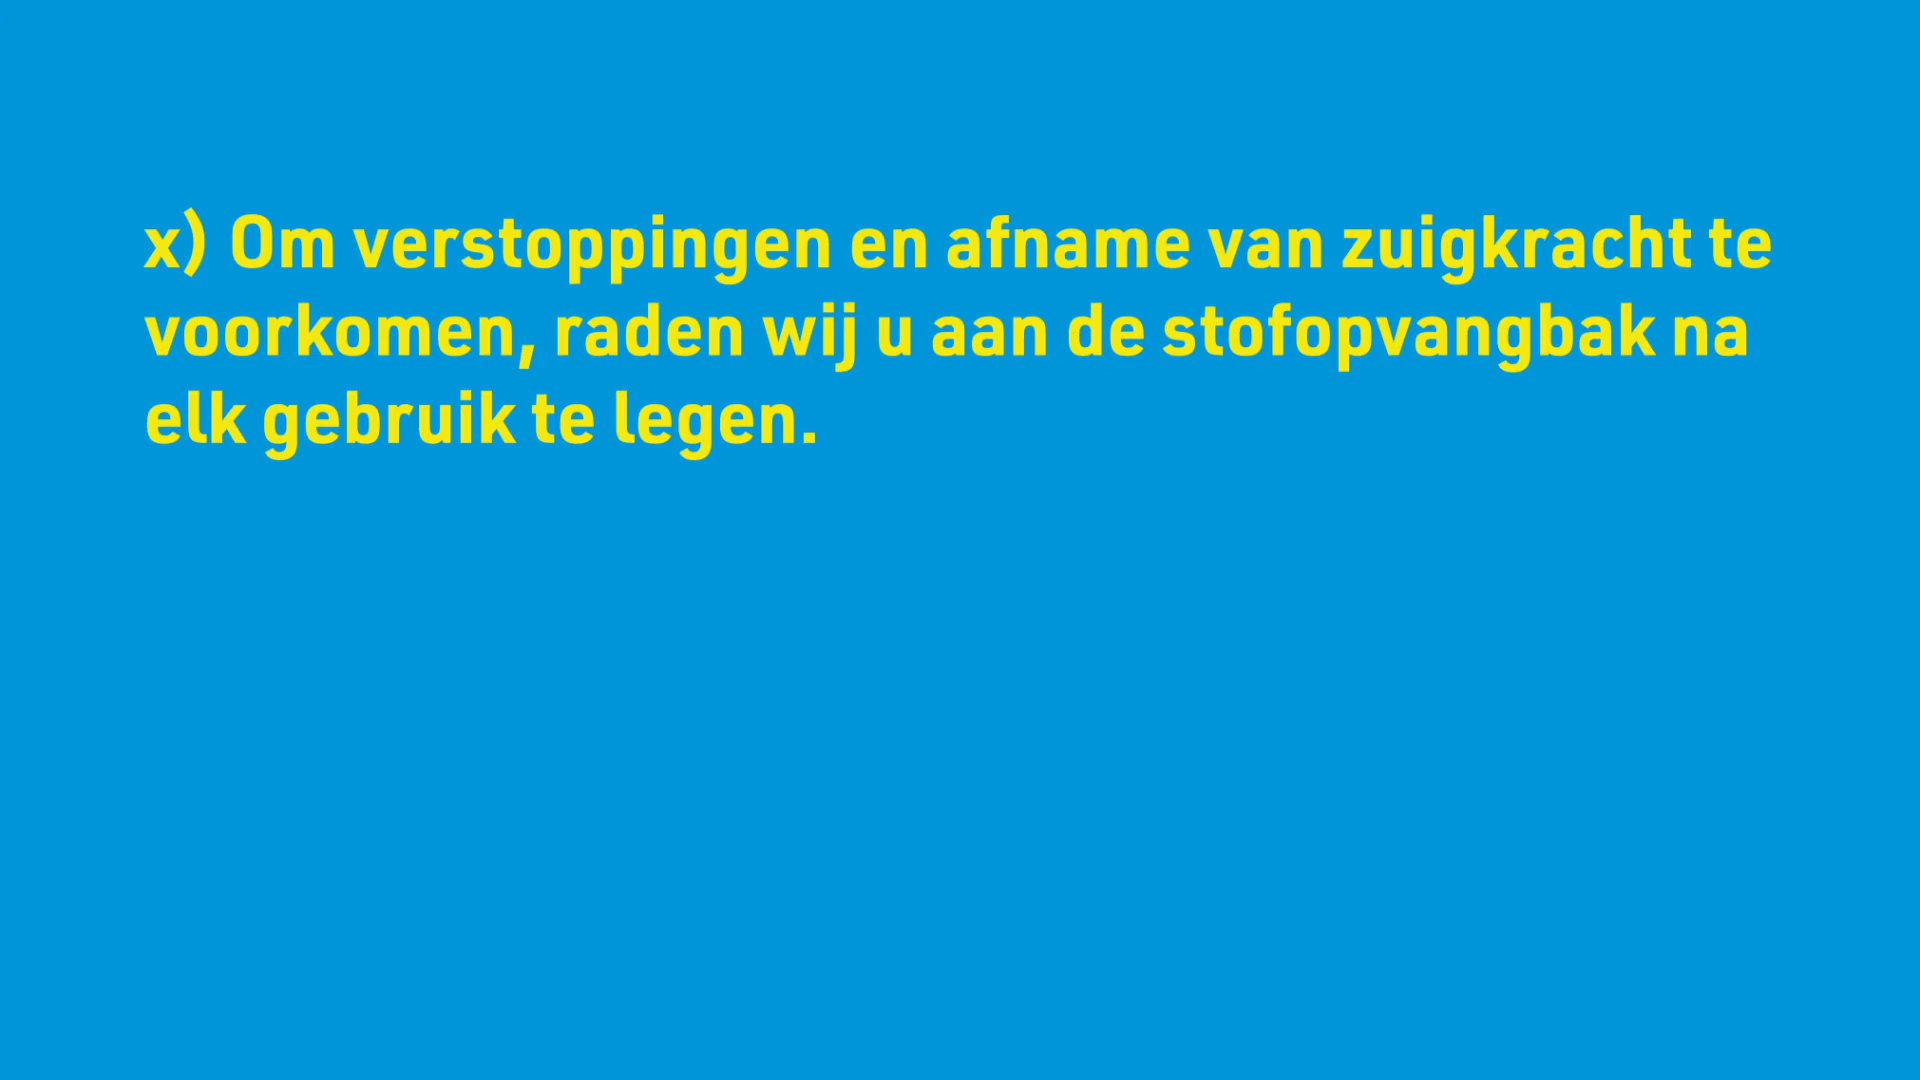 x) Om verstoppingen en afname van zuigkracht te
voorkomen, raden wij u aan de stofopvangbak na
elk gebruik te legen.